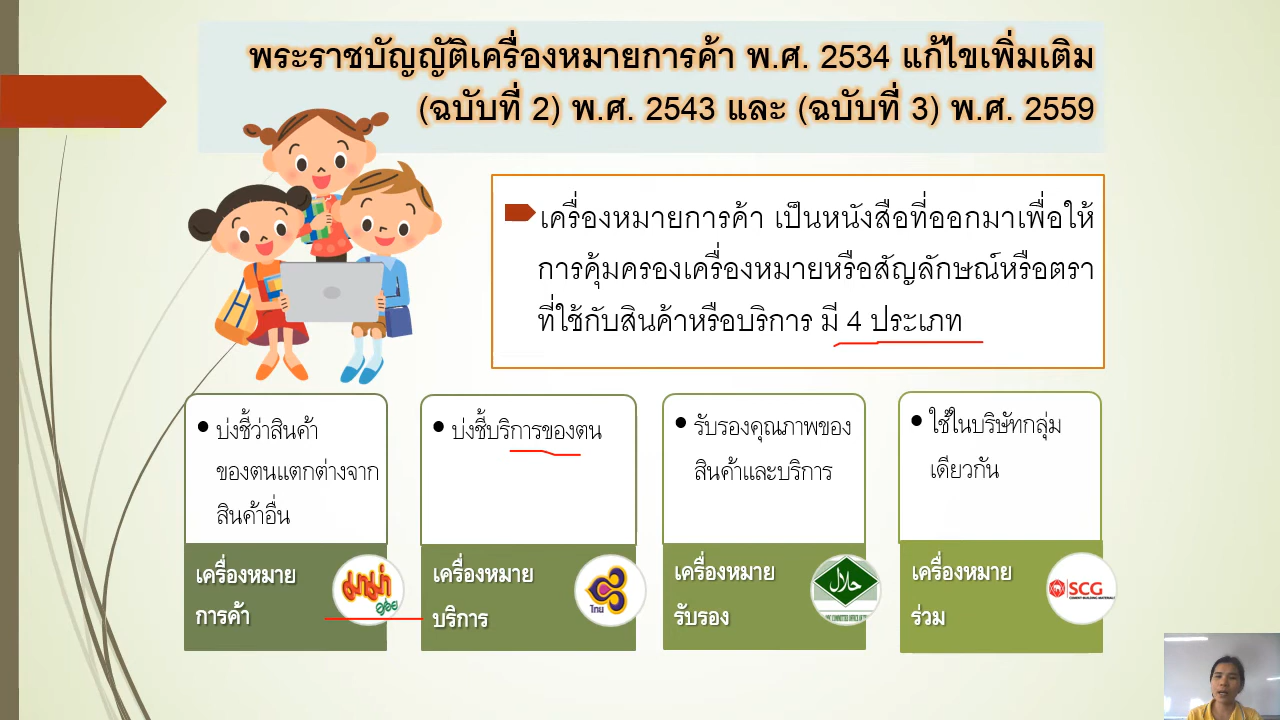 พระราชบัญญัติเครื่องหมายการค้า พ.ศ. 2534 แก้ไขเพิ่มเติม
(ฉบับที่ 2) พ.ศ. 2543 และ (ฉบับที่ 3) พ.ศ. 2559
เครื่องหมายการค้า เป็นหนังสือที่ออกมาเพื่อให้
การคุ้มครองเครื่องหมายหรือสัญลักษณ์หรือตรา
ที่ใช้กับสินค้าหรือบริการ มี 4 ประเภท
• บ่งชี้ว่าสินค้า
ของตนแตกต่างจาก
สินค้าอื่น
เครื่องหมาย
การค้า
มาม่า
อร่อย
• บ่งชี้บริการของตน
เครื่องหมาย
บริการ
ไทย
• รับรองคุณภาพของ
สินค้าและบริการ
เครื่องหมาย
รับรอง
حلال
• ใช้ในบริษัทกลุ่ม
เดียวกัน
เครื่องหมาย
ร่วม
SCG